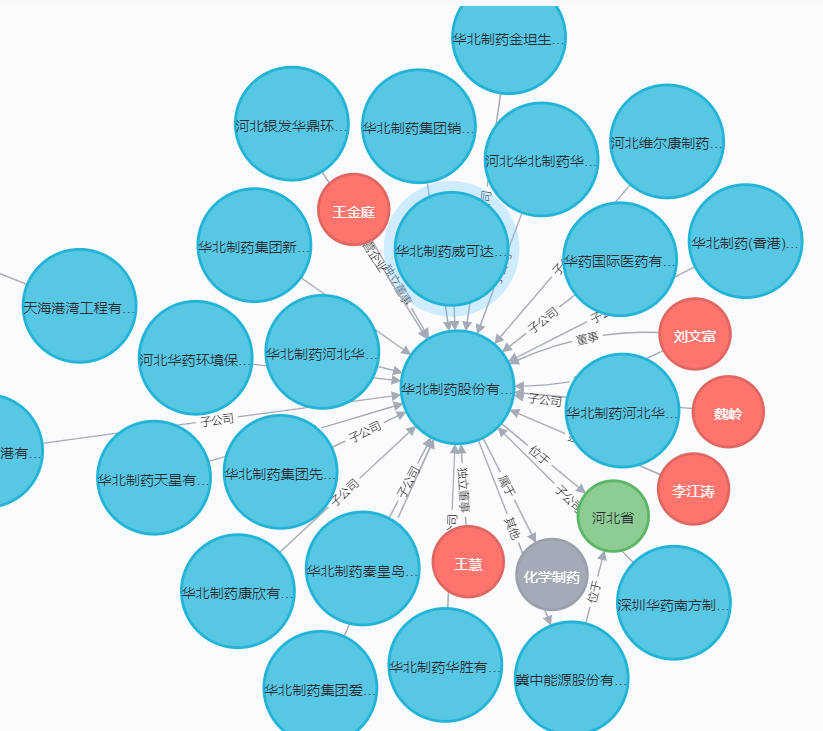 华北制药金坦生...
河北银发华鼎环...
华北制药集团销...
河北维尔康制药...
河北华北制药华...
王金庭
华北制药集团新...
华北制药威可达...
华药国际医药有...
华药制药(香港)...
营企业
独立董事
天海港湾工程有...
子公司
董事
刘文富
河北华药环境保...
华北制药河北华...
华北制药股份有...
子公司
华北制药河北华...
魏岭
子公司
港有...
子公司
位于
华北制药天星有...
华北制药集团先...
子公司
子公司
独立董事
属于
子公司
李江涛
其他
河北省
华北制药秦皇岛...
王慧
化学制药
位于
华北制药康欣有...
深圳华药南方制...
华北制药集团爱...
华北制药华胜有...
冀中能源股份有...